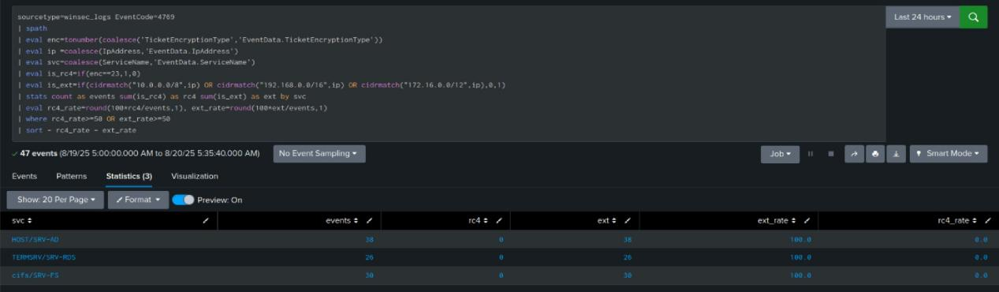 sourcetype=winsec_logs EventCode=4769
| spath
| eval enc=tonumber(coalesce('TicketEncryptionType','EventData.TicketEncryptionType'))
| eval ip =coalesce(IpAddress,'EventData.IpAddress')
| eval svc=coalesce(ServiceName,'EventData.ServiceName')
| eval is_rc4=if(enc==23,1,0)
| eval is_ext=if(cidrmatch("10.0.0.0/8",ip) OR cidrmatch("192.168.0.0/16",ip) OR cidrmatch("172.16.0.0/12",ip),0,1)
| stats count as events sum(is_rc4) as rc4 sum(is_ext) as ext by svc
| eval rc4_rate=round(100*rc4/events,1), ext_rate=round(100*ext/events,1)
| where rc4_rate>=50 OR ext_rate>=50
| sort - rc4_rate - ext_rate
Last 24 hours
47 events (8/19/25 5:00:00.000 AM to 8/20/25 5:35:40.000 AM) No Event Sampling Job Smart Mode
Events Patterns Statistics (3) Visualization
Show: 20 Per Page Format Preview: On
svc events rc4 ext ext_rate rc4_rate
HOST/SRV-AD 38 0 38 100.0 0.0
TERMSRV/SRV-RDS 26 0 26 100.0 0.0
cifs/SRV-FS 30 0 30 100.0 0.0